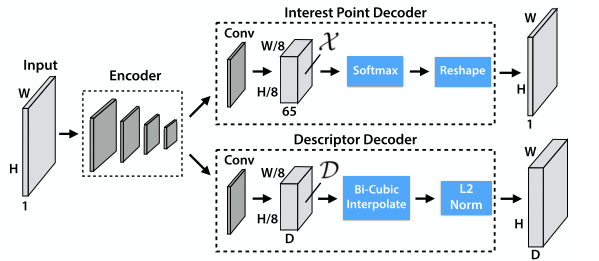 Interest Point Decoder
Input
W
H
1
Encoder
Conv
W/8
H/8
65
𝒳
Softmax
Reshape
W
H
1
Descriptor Decoder
Conv
W/8
H/8
D
𝒟
Bi-Cubic
Interpolate
L2
Norm
W
H
D